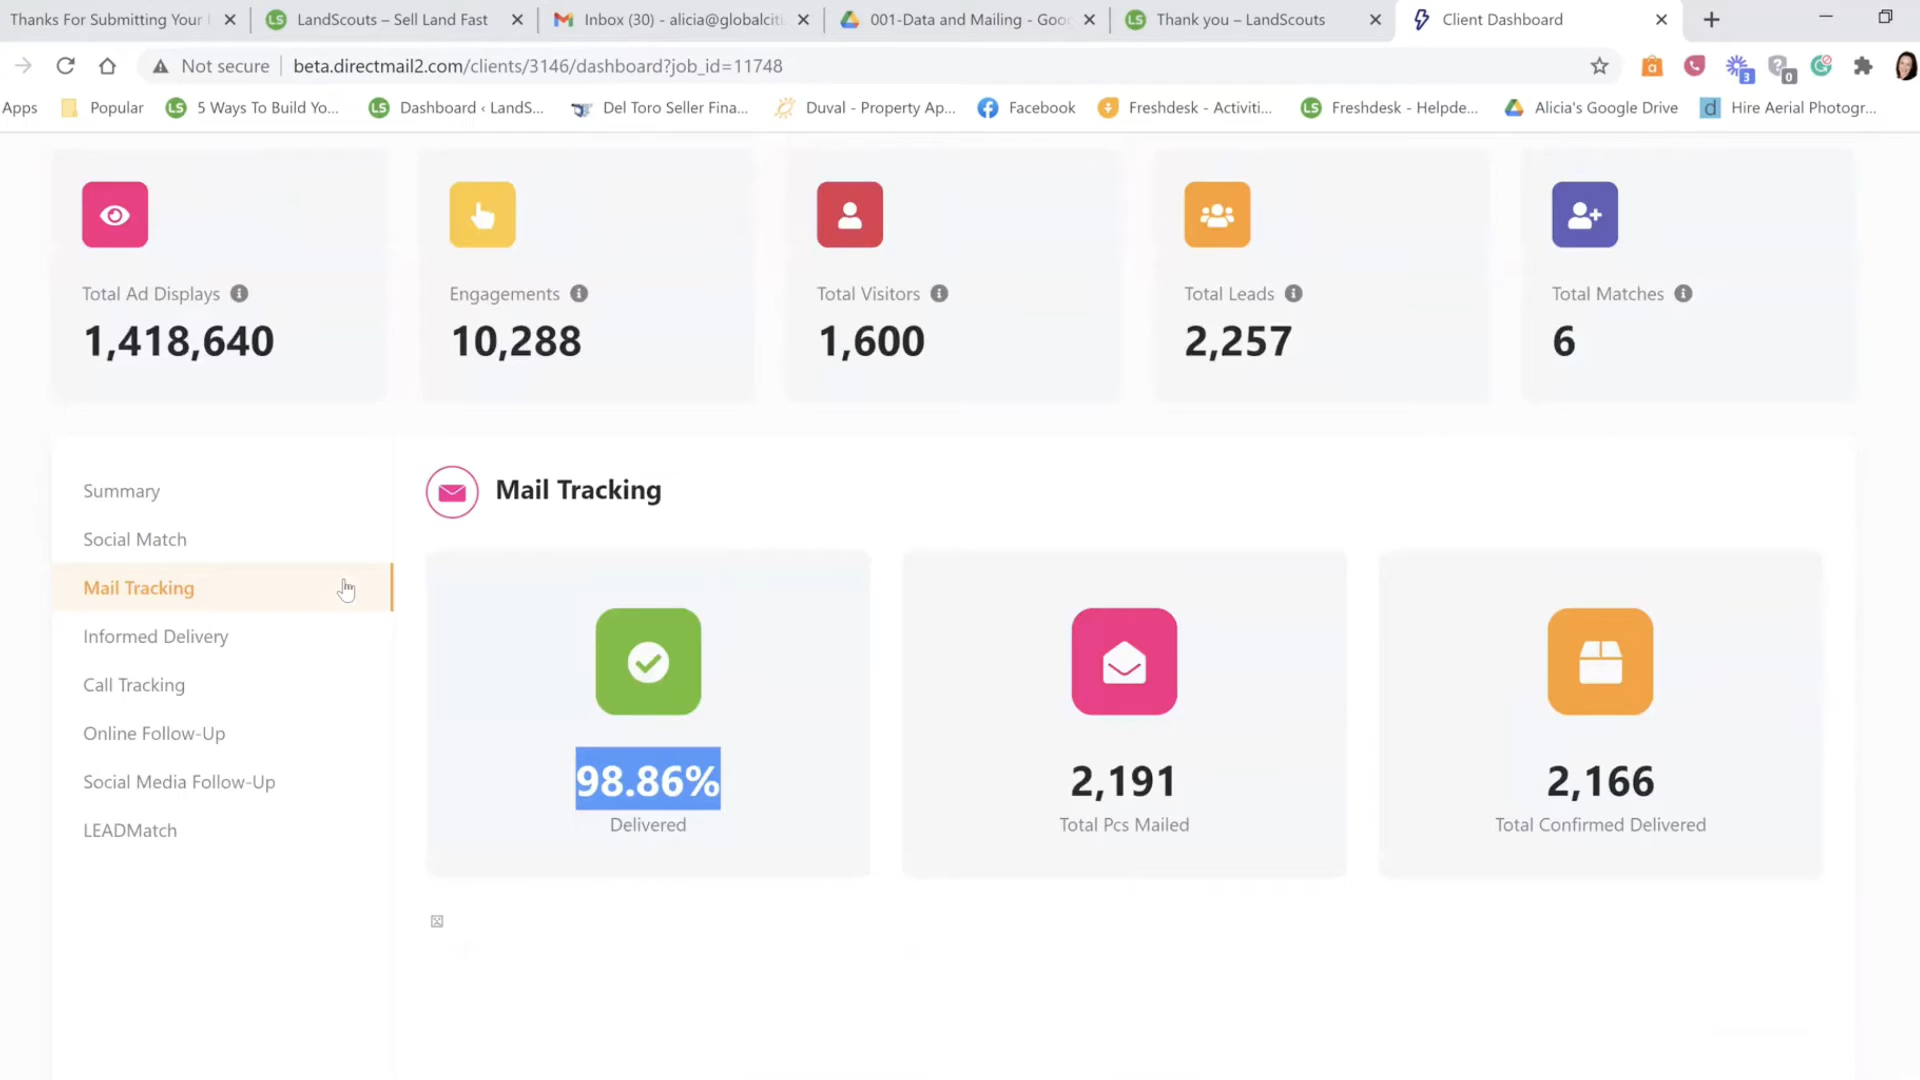 Thanks For Submitting Your
LandScouts – Sell Land Fast
Inbox (30) - alicia@globalciti
001-Data and Mailing - Goo
Thank you – LandScouts
Client Dashboard
Not secure
beta.directmail2.com/clients/3146/dashboard?job_id=11748
3
0
Apps
Popular
5 Ways To Build Yo...
Dashboard ‹ LandS...
Del Toro Seller Fina...
Duval - Property Ap...
Facebook
Freshdesk - Activiti...
Freshdesk - Helpde...
Alicia's Google Drive
Hire Aerial Photogr...
Total Ad Displays
1,418,640
Engagements
10,288
Total Visitors
1,600
Total Leads
2,257
Total Matches
6
Summary
Social Match
Mail Tracking
Informed Delivery
Call Tracking
Online Follow-Up
Social Media Follow-Up
LEADMatch
Mail Tracking
98.86%
Delivered
2,191
Total Pcs Mailed
2,166
Total Confirmed Delivered